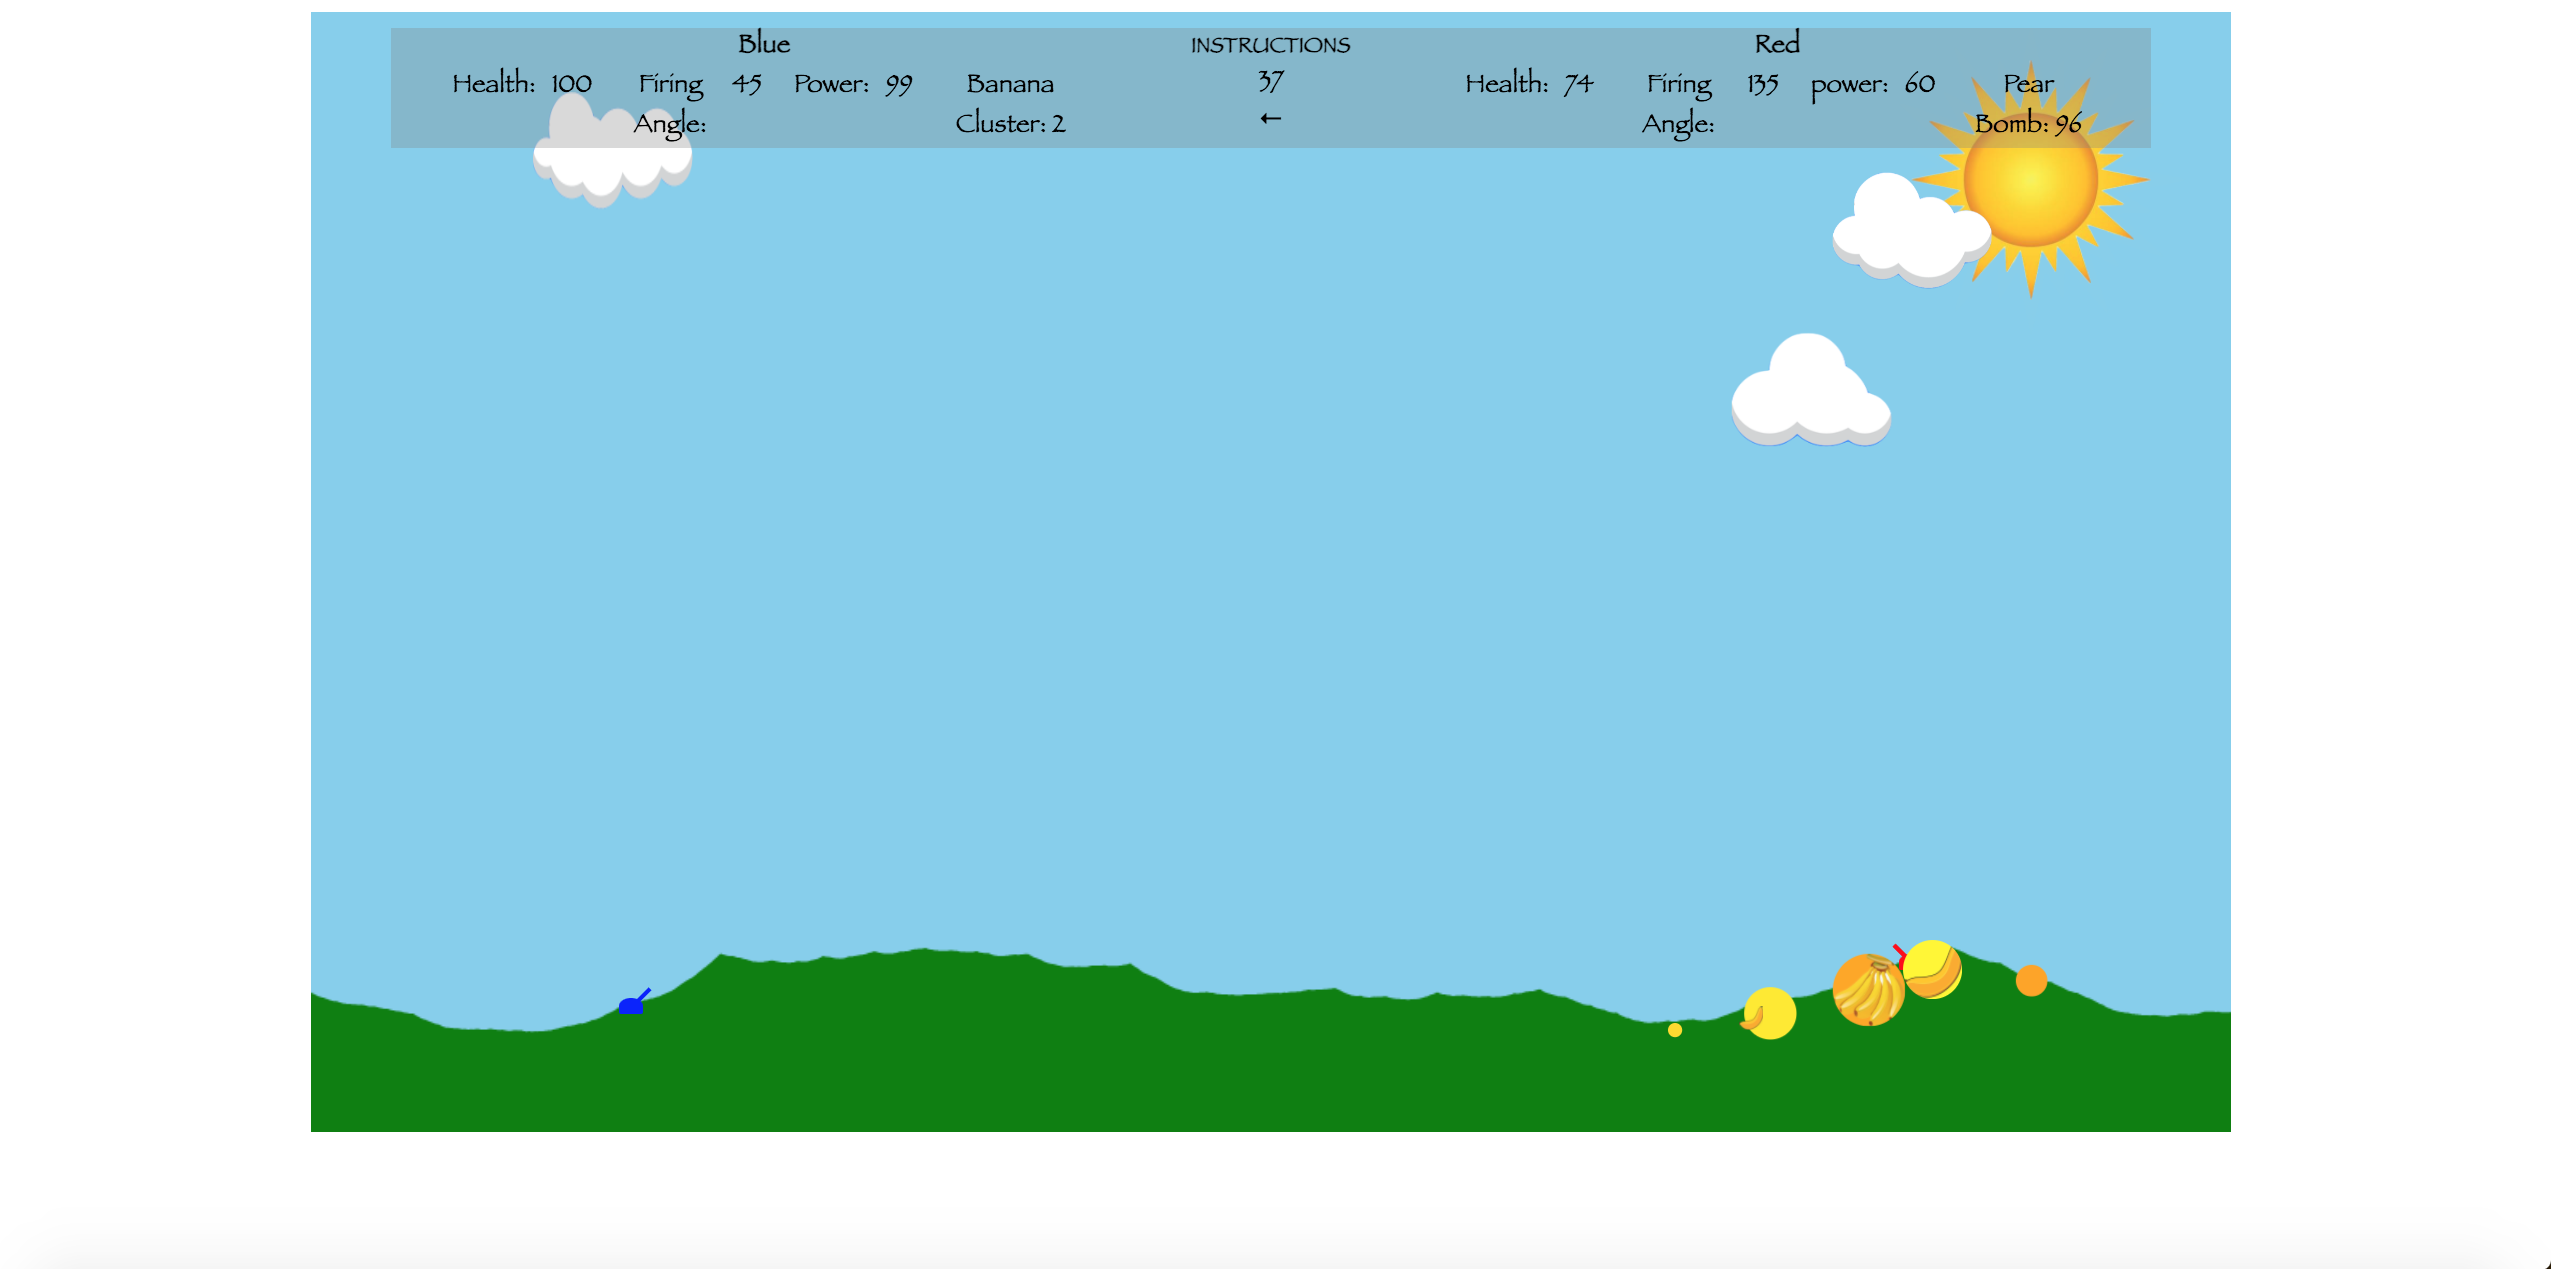 Blue INSTRUCTIONS Red
Health: 100 Firing 45 Power: 99 Banana 37 Health: 74 Firing 135 power: 60 Pear
Angle: Cluster: 2 ← Angle: Bomb: 96